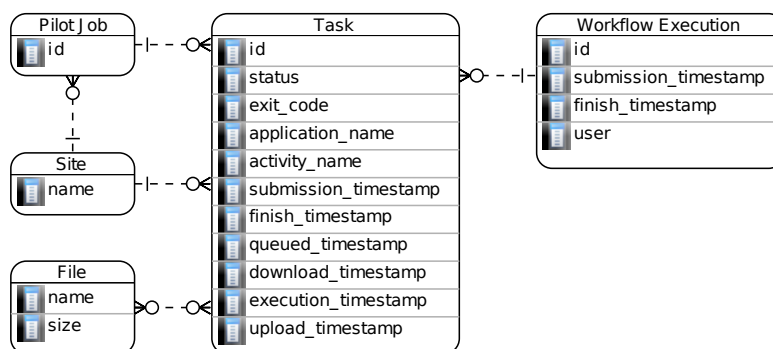 Pilot Job
id
Site
name
File
name
size
Task
id
status
exit_code
application_name
activity_name
submission_timestamp
finish_timestamp
queued_timestamp
download_timestamp
execution_timestamp
upload_timestamp
Workflow Execution
id
submission_timestamp
finish_timestamp
user